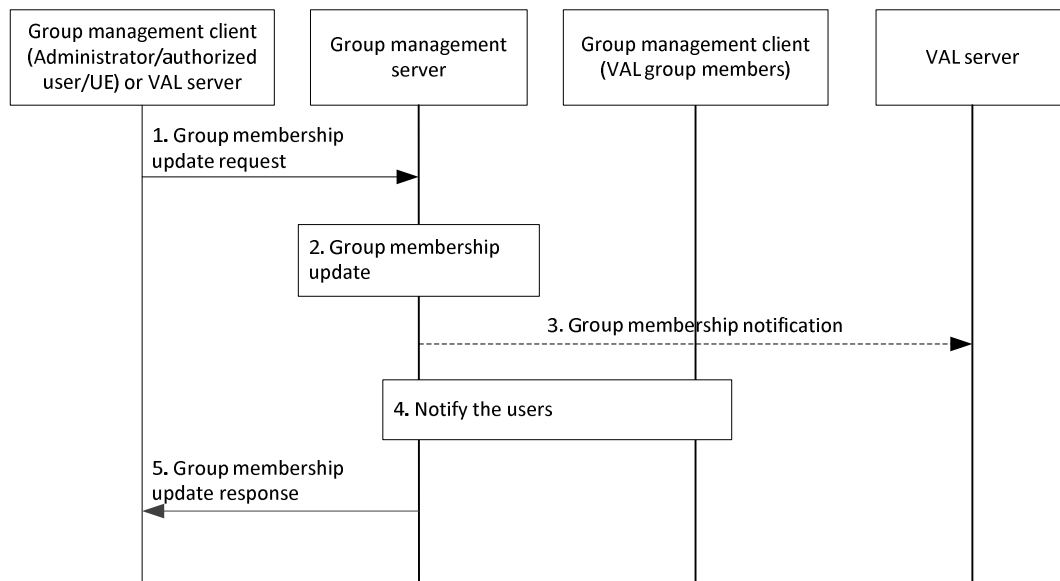 Group management client
(Administrator/authorized
user/UE) or VAL server
Group management
server
Group management client
(VAL group members)
VAL server
1. Group membership
update request
2. Group membership
update
3. Group membership notification
4. Notify the users
5. Group membership
update response